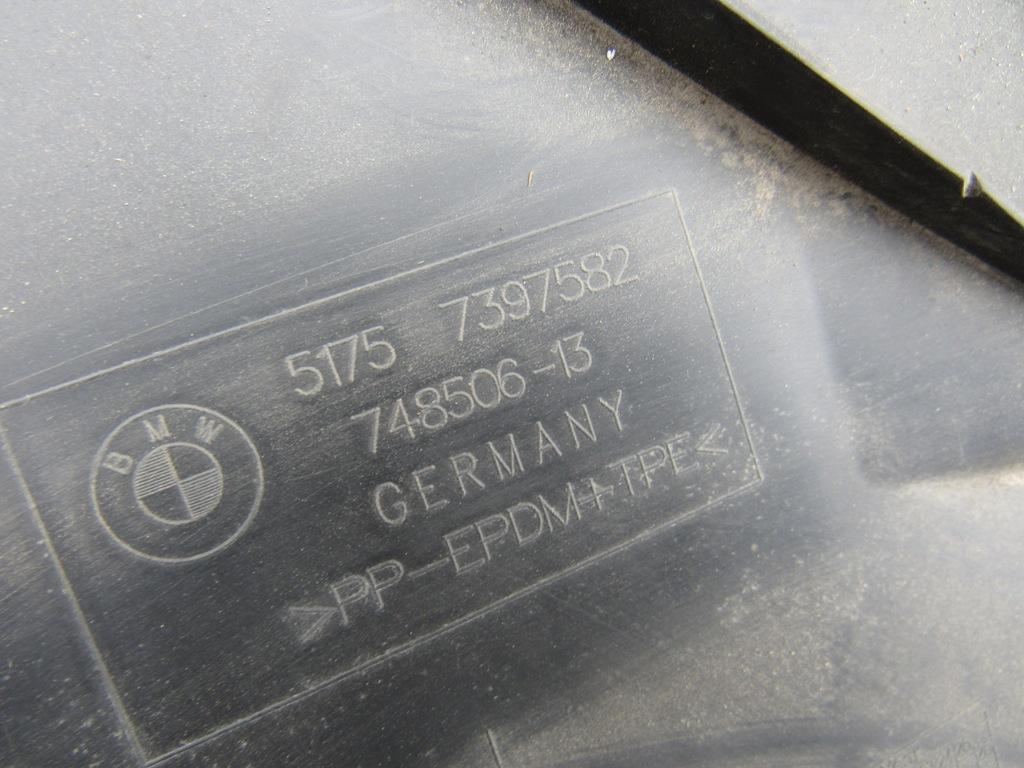 BMW
5175 7397582
748506-13
GERMANY
>PP-EPDM+TPE<